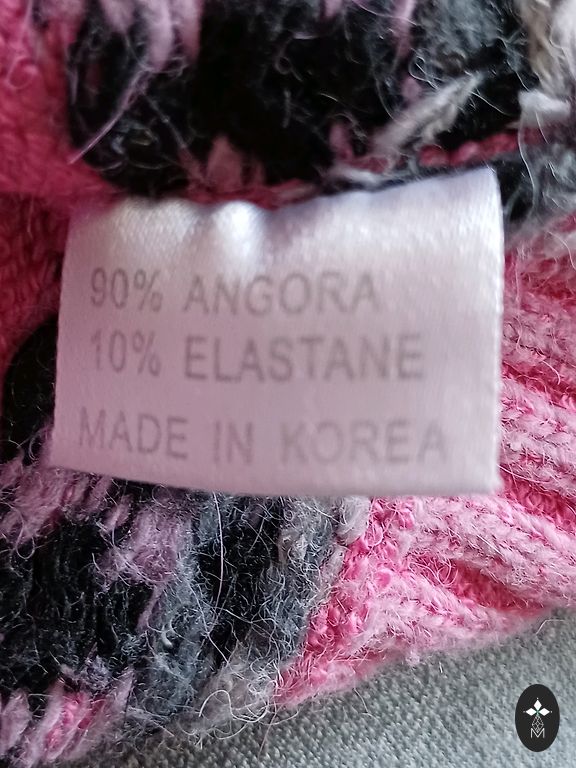 90% ANGORA
10% ELASTANE
MADE IN KOREA
M